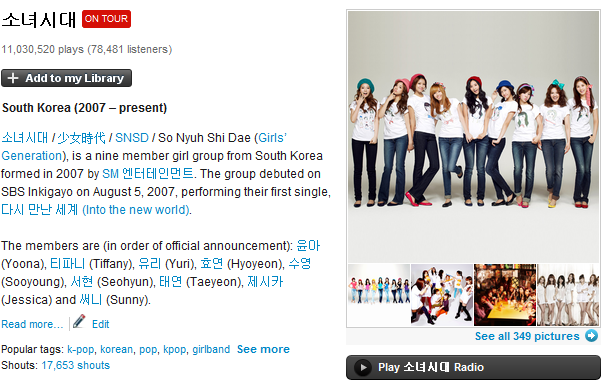 소녀시대 ON TOUR
11,030,520 plays (78,481 listeners)
+ Add to my Library
South Korea (2007 – present)
소녀시대 / 少女時代 / SNSD / So Nyuh Shi Dae (Girls'
Generation), is a nine member girl group from South Korea
formed in 2007 by SM 엔터테인먼트. The group debuted on
SBS Inkigayo on August 5, 2007, performing their first single,
다시 만난 세계 (Into the new world).
The members are (in order of official announcement): 윤아
(Yoona), 티파니 (Tiffany), 유리 (Yuri), 효연 (Hyoyeon), 수영
(Sooyoung), 서현 (Seohyun), 태연 (Taeyeon), 제시카
(Jessica) and 써니 (Sunny).
Read more... Edit
Popular tags: k-pop, korean, pop, kpop, girlband See more
Shouts: 17,653 shouts
See all 349 pictures
Play 소녀시대 Radio